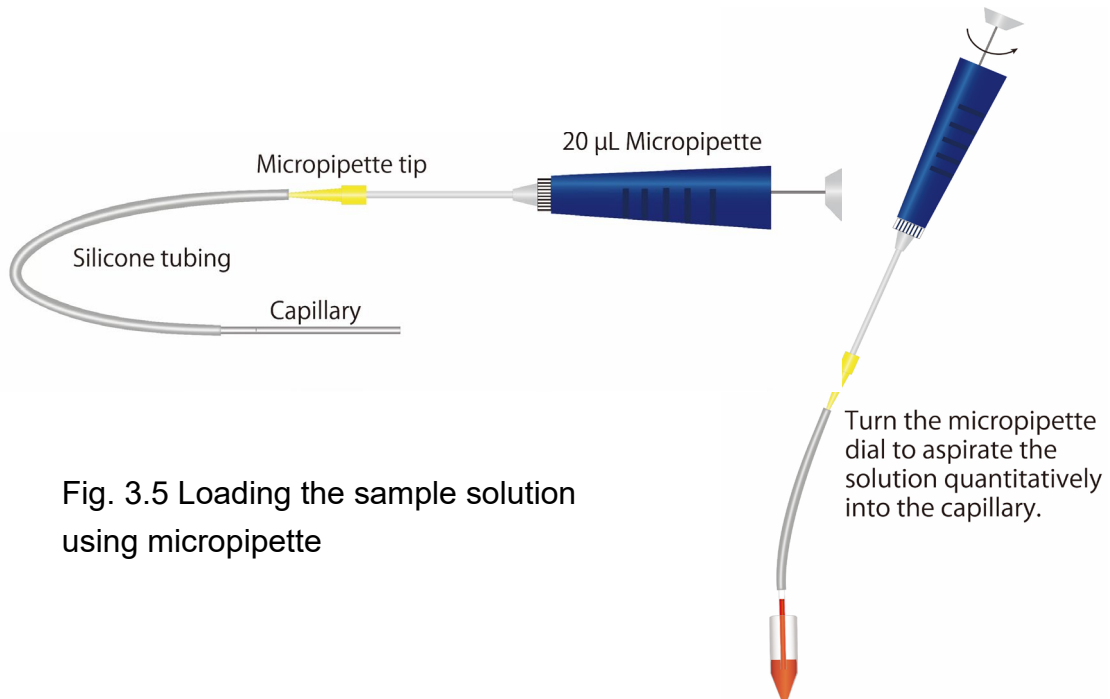 20 μL Micropipette
Micropipette tip
Silicone tubing
Capillary
Turn the micropipette
dial to aspirate the
solution quantitatively
into the capillary.
Fig. 3.5 Loading the sample solution
using micropipette